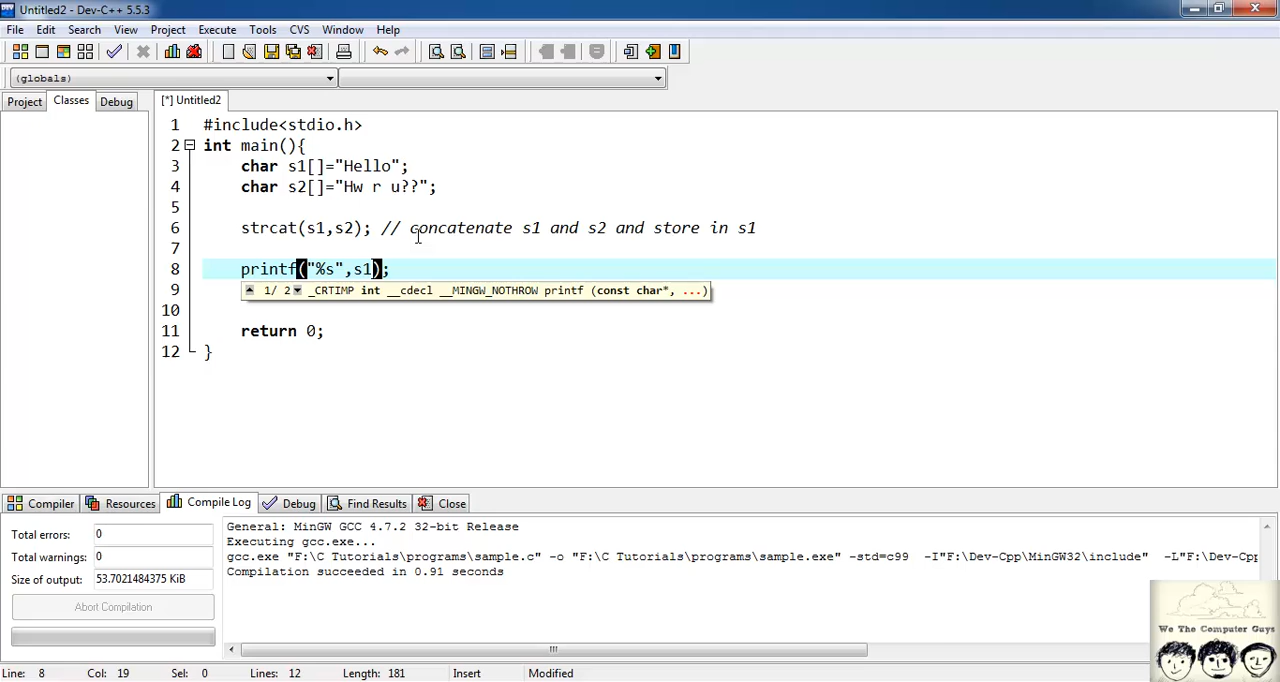 Untitled2 - Dev-C++ 5.5.3
File Edit Search View Project Execute Tools CVS Window Help
(globals)
Project Classes Debug [*] Untitled2
1 #include<stdio.h>
2 int main(){
3 char s1[]="Hello";
4 char s2[]="Hw r u??";
5
6 strcat(s1,s2); // concatenate s1 and s2 and store in s1
7
8 printf("%s",s1);
9 1/ 2 _CRTIMP int __cdecl __MINGW_NOTHROW printf (const char*, ...)
10
11 return 0;
12 }
Compiler Resources Compile Log Debug Find Results Close
Total errors: 0
Total warnings: 0
Size of output: 53.7021484375 KiB
Abort Compilation
General: MinGW GCC 4.7.2 32-bit Release
Executing gcc.exe...
gcc.exe "F:\C Tutorials\programs\sample.c" -o "F:\C Tutorials\programs\sample.exe" -std=c99 -I"F:\Dev-Cpp\MinGW32\include" -L"F:\Dev-Cpp
Compilation succeeded in 0.91 seconds
We The Computer Guys
Line: 8 Col: 19 Sel: 0 Lines: 12 Length: 181 Insert Modified